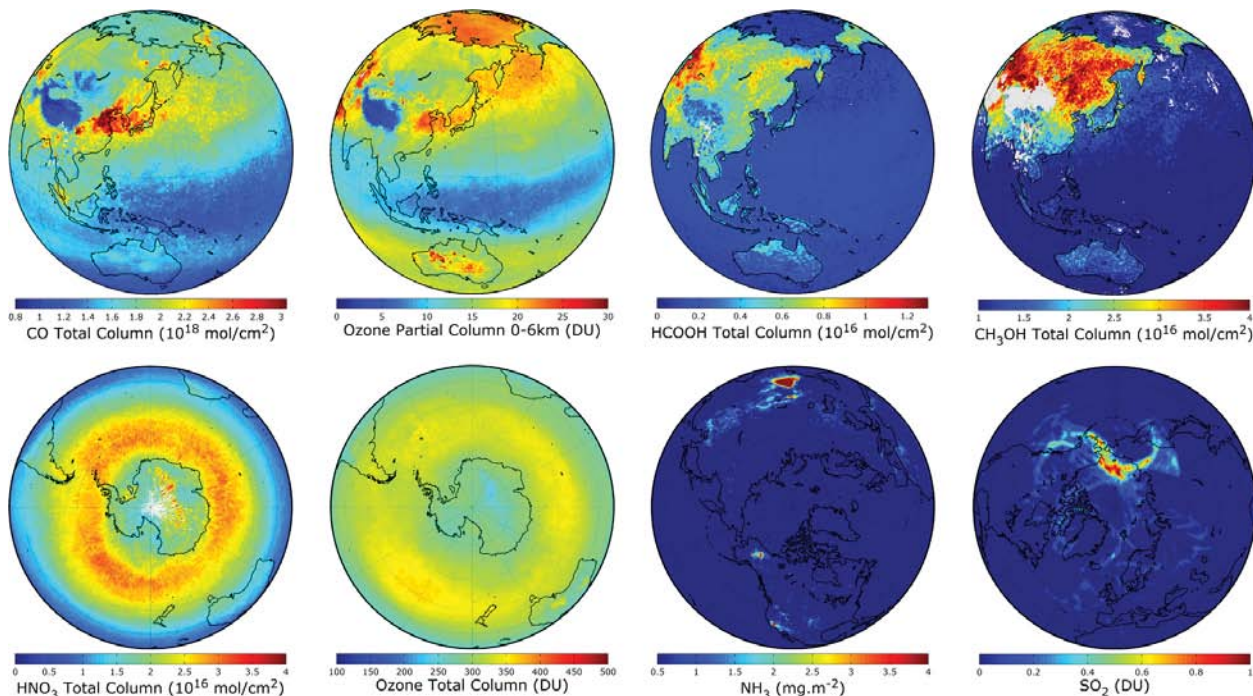 0.8 1 1.2 1.4 1.6 1.8 2 2.2 2.4 2.6 2.8 3
CO Total Column (10¹⁸ mol/cm²)
0 5 10 15 20 25 30
Ozone Partial Column 0-6km (DU)
0 0.2 0.4 0.6 0.8 1 1.2
HCOOH Total Column (10¹⁶ mol/cm²)
1 1.5 2 2.5 3 3.5 4
CH₃OH Total Column (10¹⁶ mol/cm²)
0 0.5 1 1.5 2 2.5 3 3.5 4
HNO₃ Total Column (10¹⁶ mol/cm²)
100 150 200 250 300 350 400 450 500
Ozone Total Column (DU)
0.5 1 1.5 2 2.5 3 3.5 4
NH₃ (mg.m⁻²)
0 0.2 0.4 0.6 0.8
SO₂ (DU)